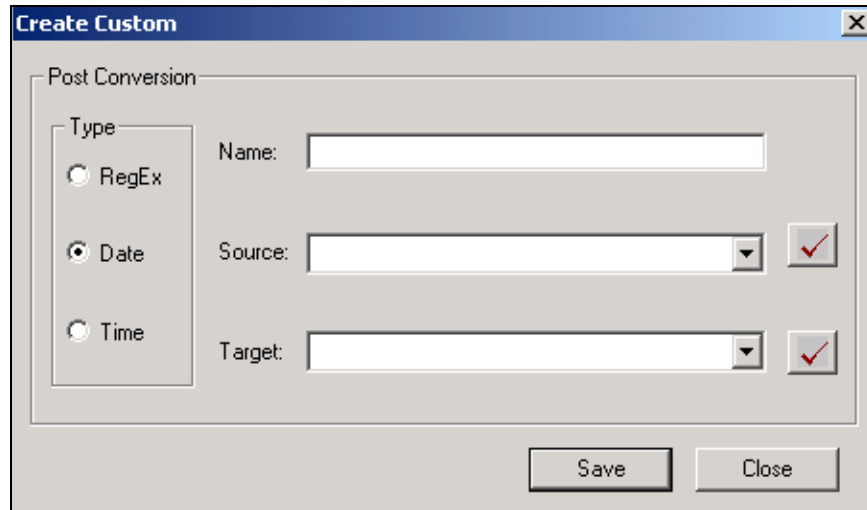 Create Custom
Post Conversion
Type
RegEx
Date
Time
Name:
Source:
Target:
Save
Close